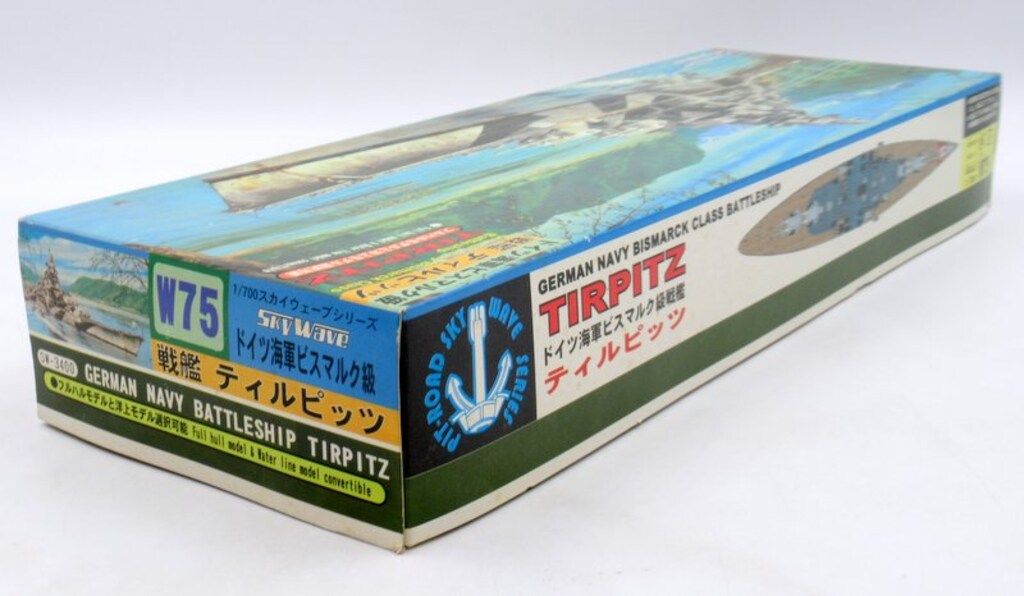 W75
1/700スカイウェーブシリーズ
SKYWAVE
ドイツ海軍ビスマルク級
戦艦 ティルピッツ
SW-3400
GERMAN NAVY BATTLESHIP TIRPITZ
●フルハルモデルと洋上モデル選択可能 Full hull model & Water line model convertible
PIT-ROAD SKY WAVE SERIES
GERMAN NAVY BISMARCK CLASS BATTLESHIP
TIRPITZ
ドイツ海軍ビスマルク級戦艦
ティルピッツ